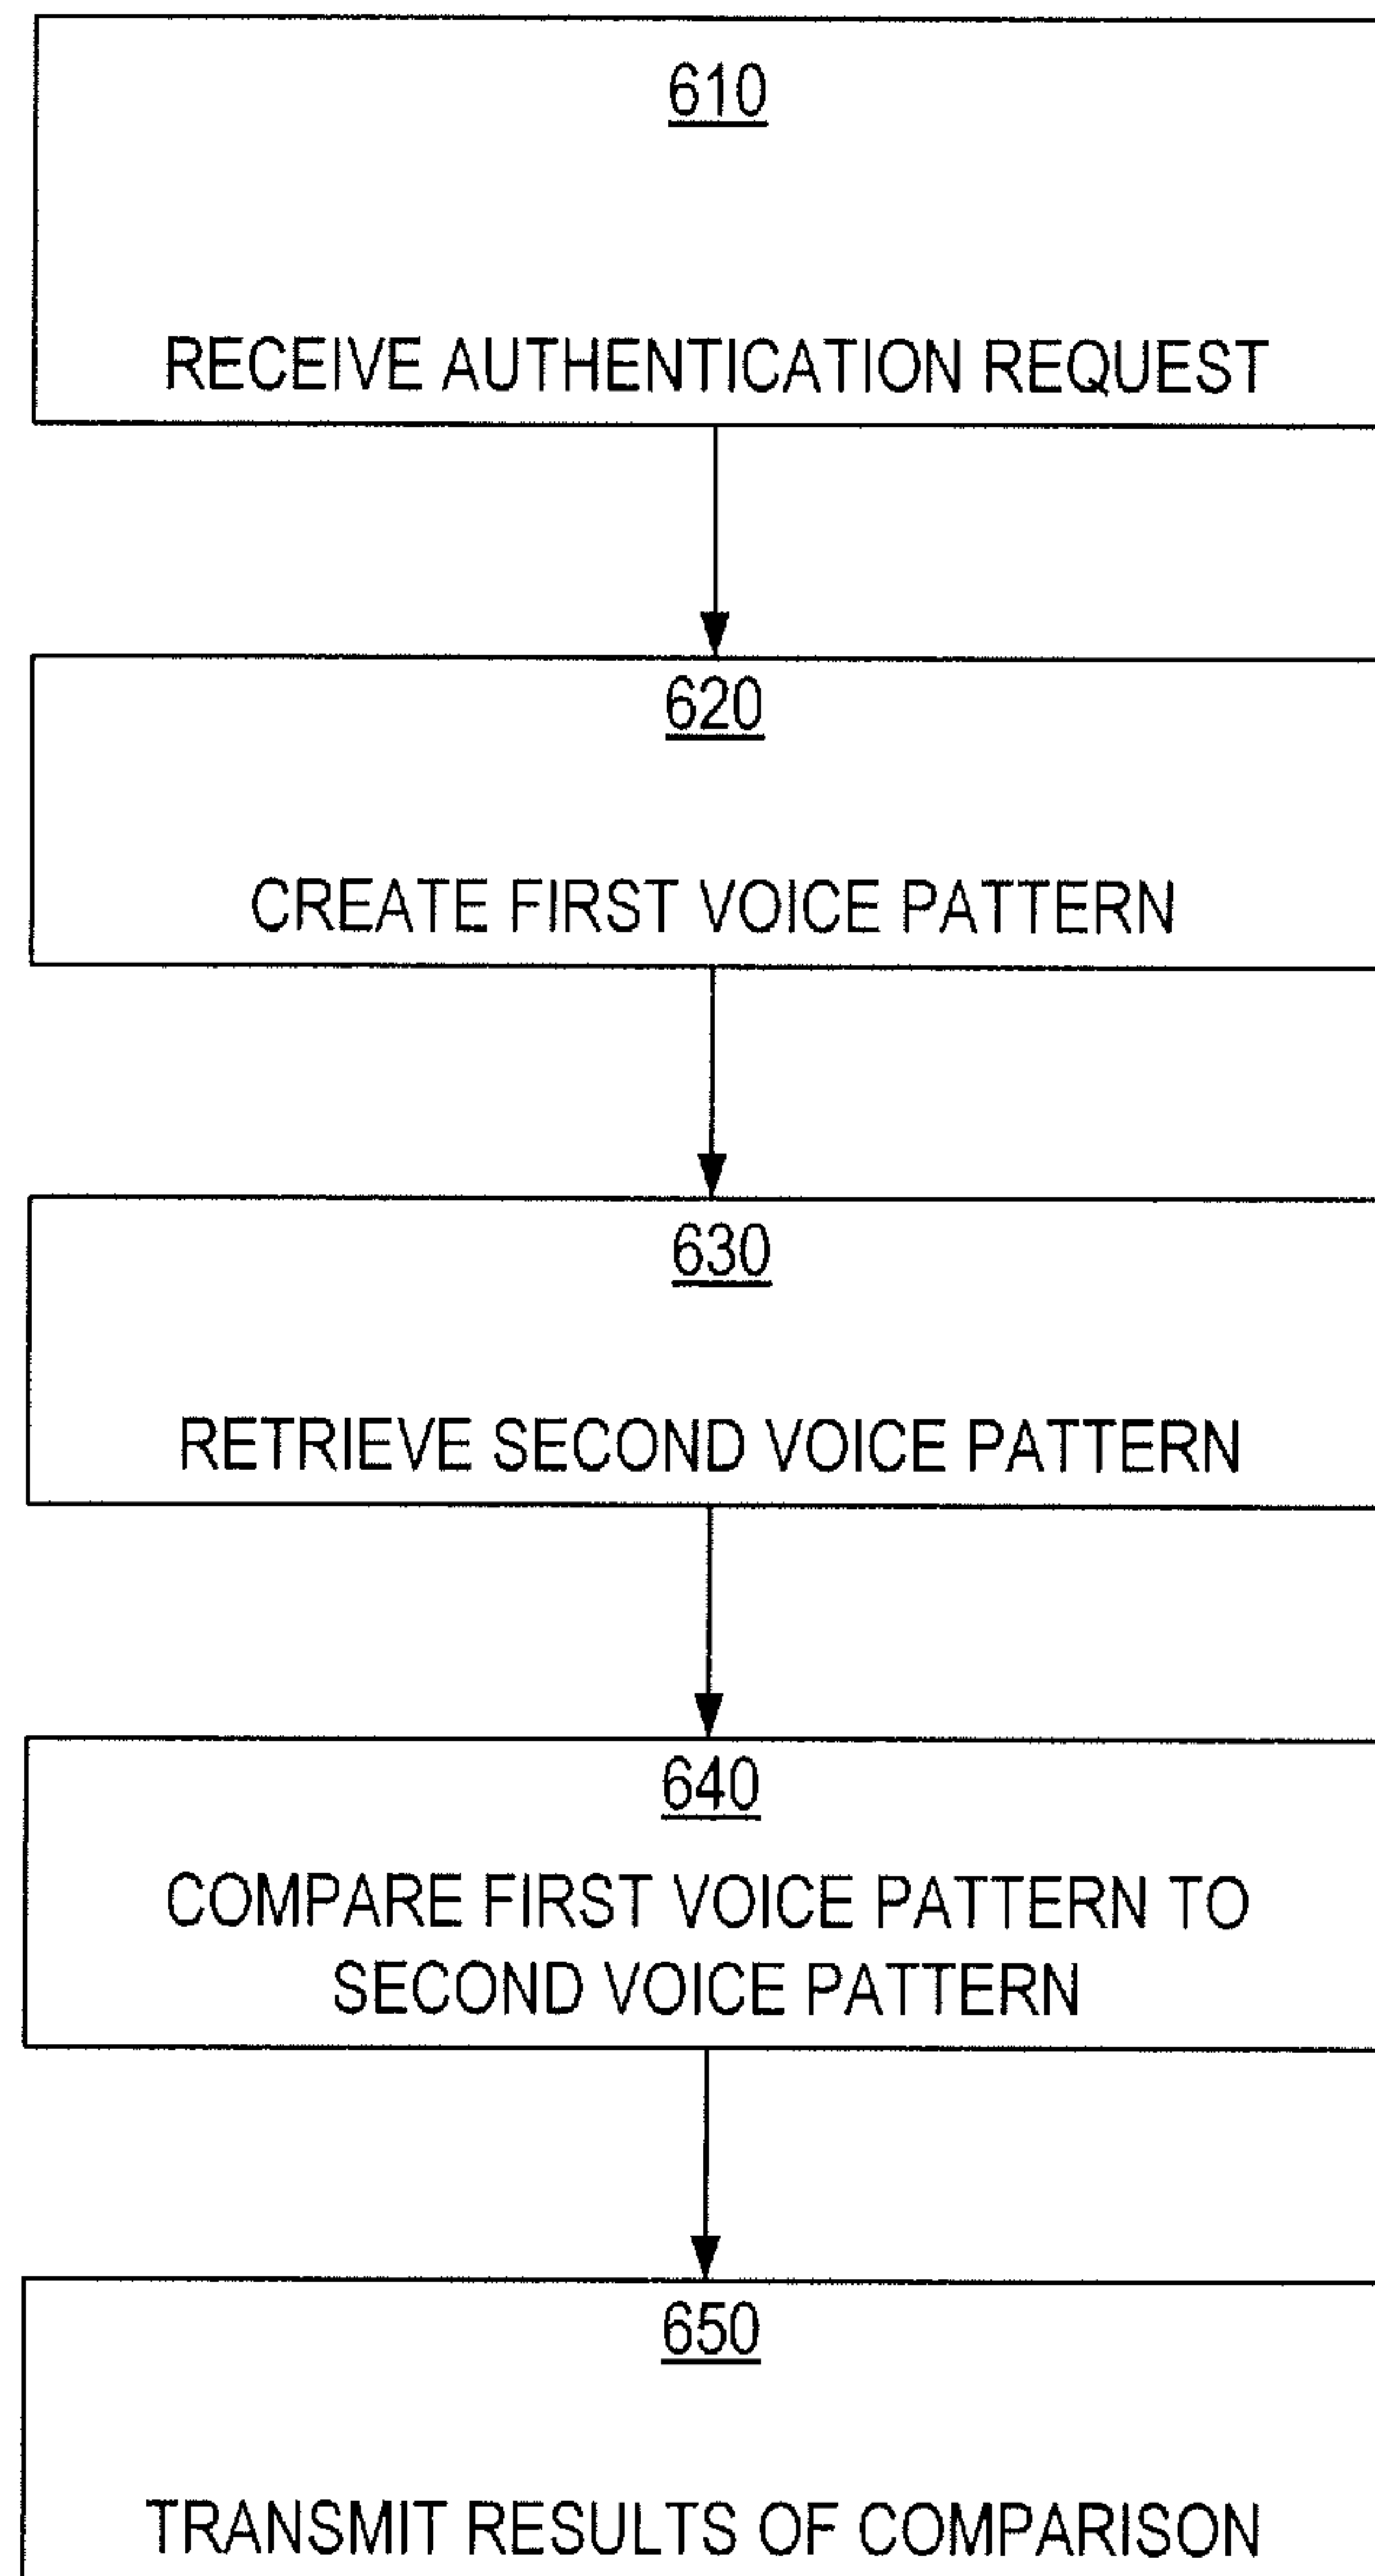 610
RECEIVE AUTHENTICATION REQUEST
620
CREATE FIRST VOICE PATTERN
630
RETRIEVE SECOND VOICE PATTERN
640
COMPARE FIRST VOICE PATTERN TO
SECOND VOICE PATTERN
650
TRANSMIT RESULTS OF COMPARISON